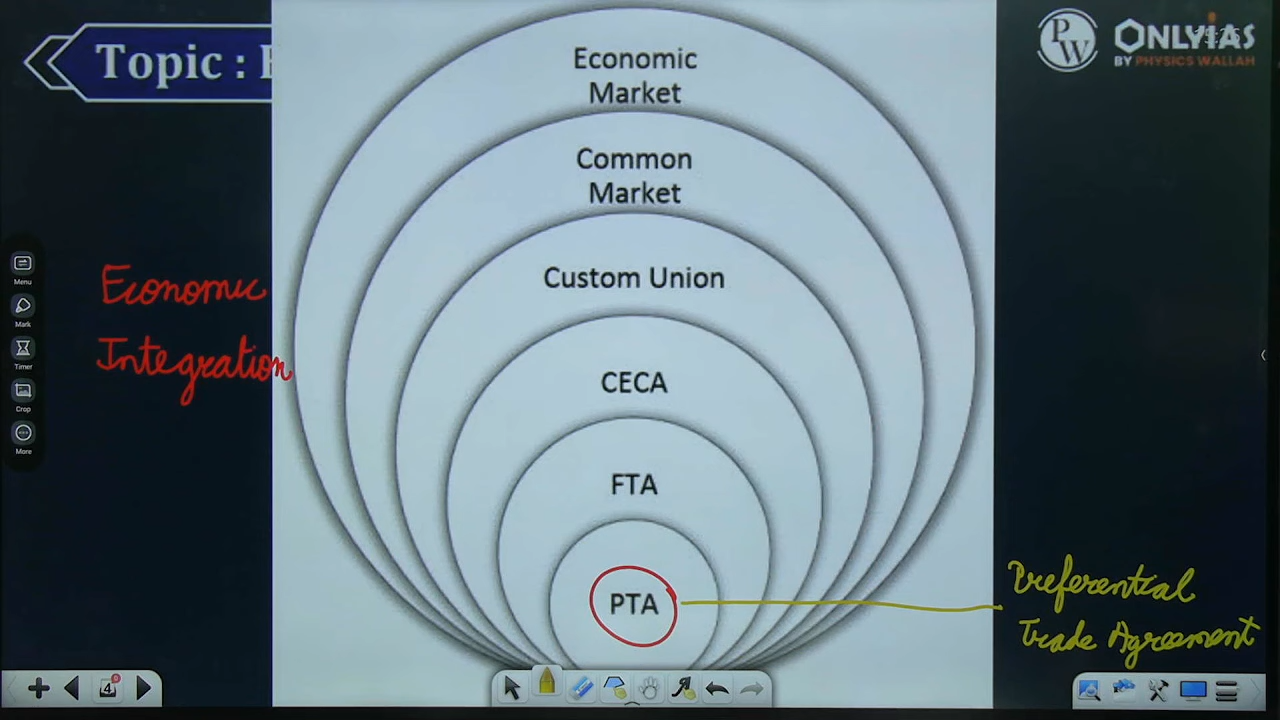 Topic : E
PW
ONLYIAS
BY PHYSICS WALLAH
Economic
Market
Common
Market
Custom Union
CECA
FTA
PTA
Economic
Integration
Preferential
Trade Agreement
Menu
Mark
Timer
Crop
More
4